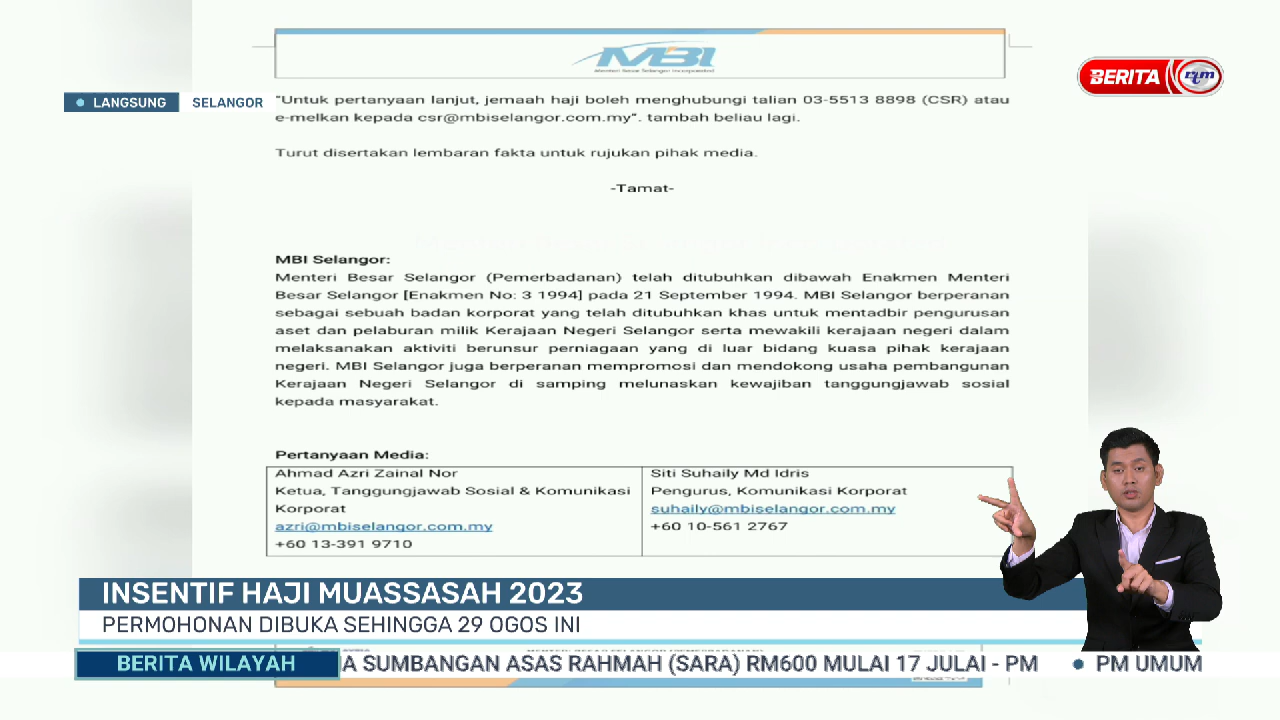 MBI
Menteri Besar Selangor Incorporated
BERITA rtm
LANGSUNG SELANGOR
"Untuk pertanyaan lanjut, jemaah haji boleh menghubungi talian 03-5513 8898 (CSR) atau
e-melkan kepada csr@mbiselangor.com.my". tambah beliau lagi.
Turut disertakan lembaran fakta untuk rujukan pihak media.
-Tamat-
MBI Selangor:
Menteri Besar Selangor (Pemerbadanan) telah ditubuhkan dibawah Enakmen Menteri
Besar Selangor [Enakmen No: 3 1994] pada 21 September 1994. MBI Selangor berperanan
sebagai sebuah badan korporat yang telah ditubuhkan khas untuk mentadbir pengurusan
aset dan pelaburan milik Kerajaan Negeri Selangor serta mewakili kerajaan negeri dalam
melaksanakan aktiviti berunsur perniagaan yang di luar bidang kuasa pihak kerajaan
negeri. MBI Selangor juga berperanan mempromosi dan mendokong usaha pembangunan
Kerajaan Negeri Selangor di samping melunaskan kewajiban tanggungjawab sosial
kepada masyarakat.
Pertanyaan Media:
Ahmad Azri Zainal Nor
Ketua, Tanggungjawab Sosial & Komunikasi
Korporat
azri@mbiselangor.com.my
+60 13-391 9710
Siti Suhaily Md Idris
Pengurus, Komunikasi Korporat
suhaily@mbiselangor.com.my
+60 10-561 2767
INSENTIF HAJI MUASSASAH 2023
PERMOHONAN DIBUKA SEHINGGA 29 OGOS INI
BERITA WILAYAH
SUMBANGAN ASAS RAHMAH (SARA) RM600 MULAI 17 JULAI - PM • PM UMUM